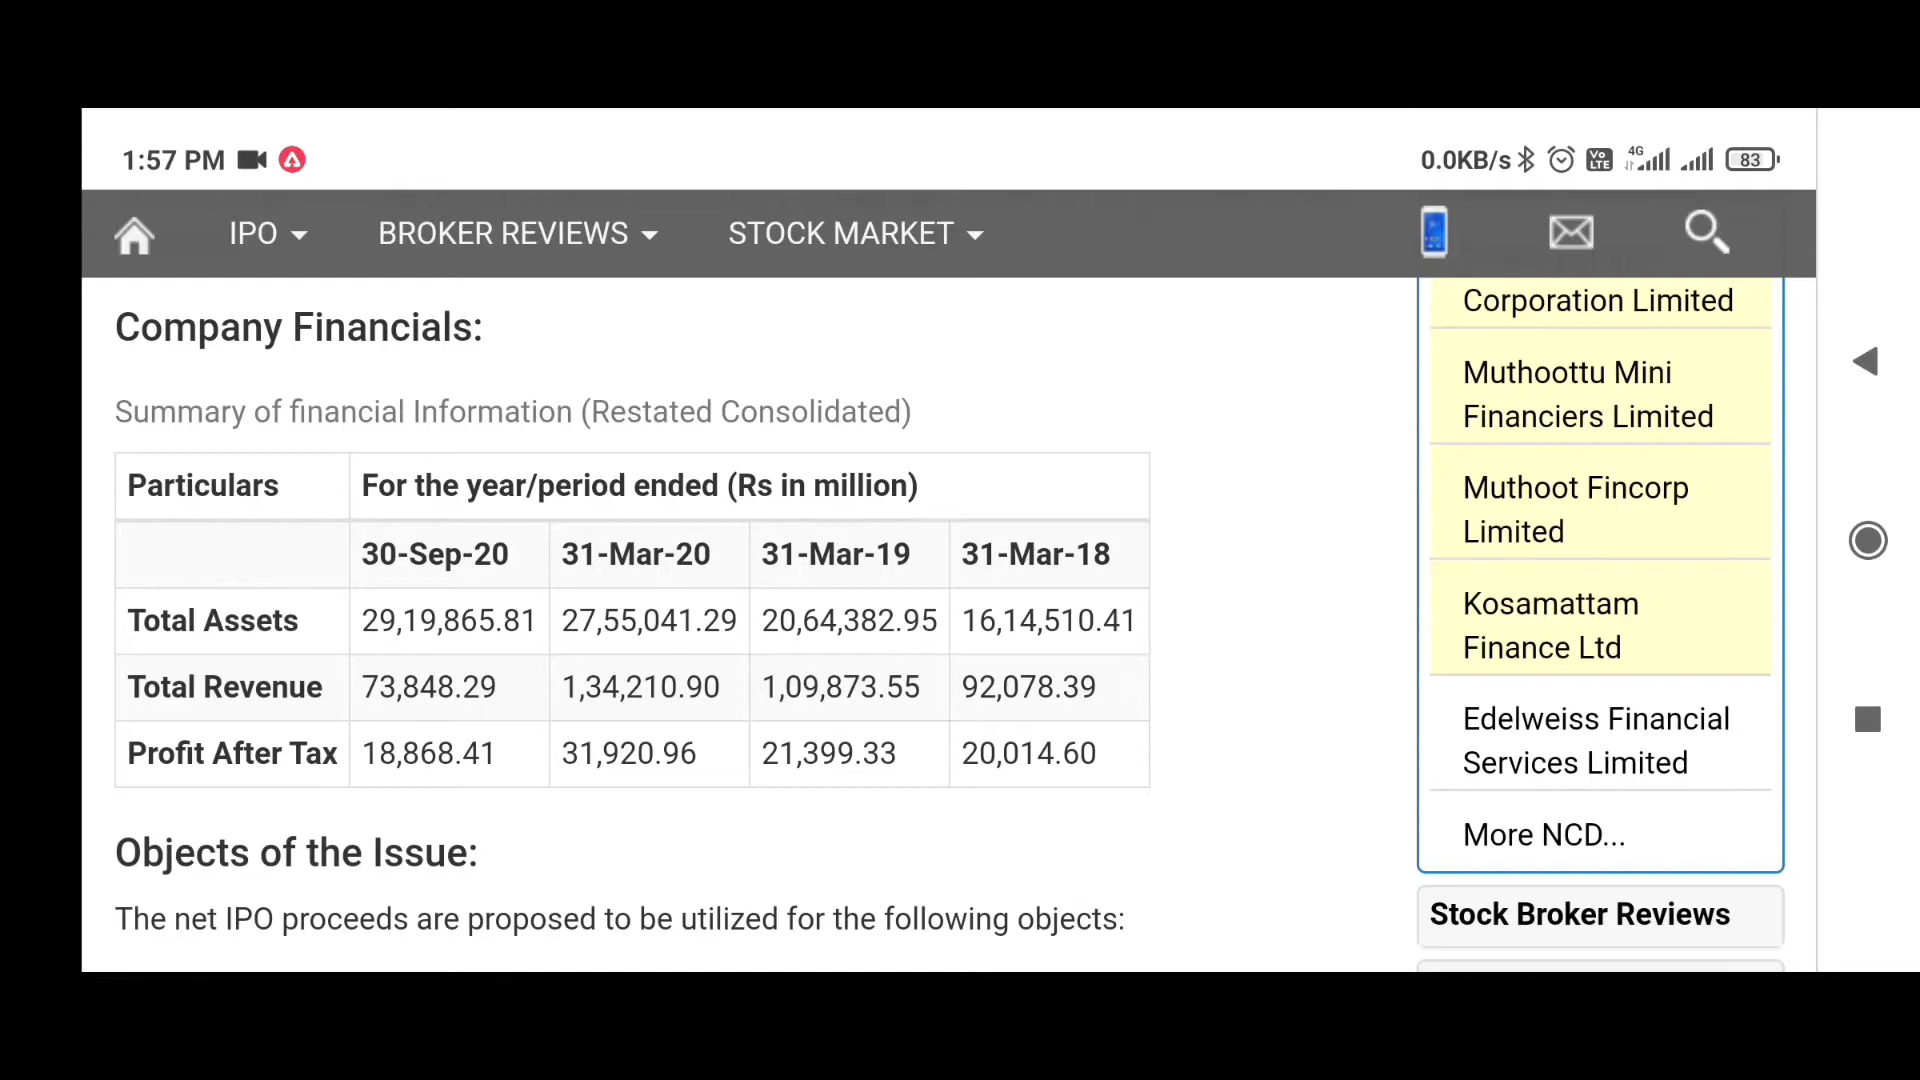 1:57 PM
0.0KB/s Vo LTE 4G 83
IPO BROKER REVIEWS STOCK MARKET
Company Financials:
Summary of financial Information (Restated Consolidated)
Particulars For the year/period ended (Rs in million)
30-Sep-20 31-Mar-20 31-Mar-19 31-Mar-18
Total Assets 29,19,865.81 27,55,041.29 20,64,382.95 16,14,510.41
Total Revenue 73,848.29 1,34,210.90 1,09,873.55 92,078.39
Profit After Tax 18,868.41 31,920.96 21,399.33 20,014.60
Objects of the Issue:
The net IPO proceeds are proposed to be utilized for the following objects:
Corporation Limited
Muthoottu Mini
Financiers Limited
Muthoot Fincorp
Limited
Kosamattam
Finance Ltd
Edelweiss Financial
Services Limited
More NCD...
Stock Broker Reviews